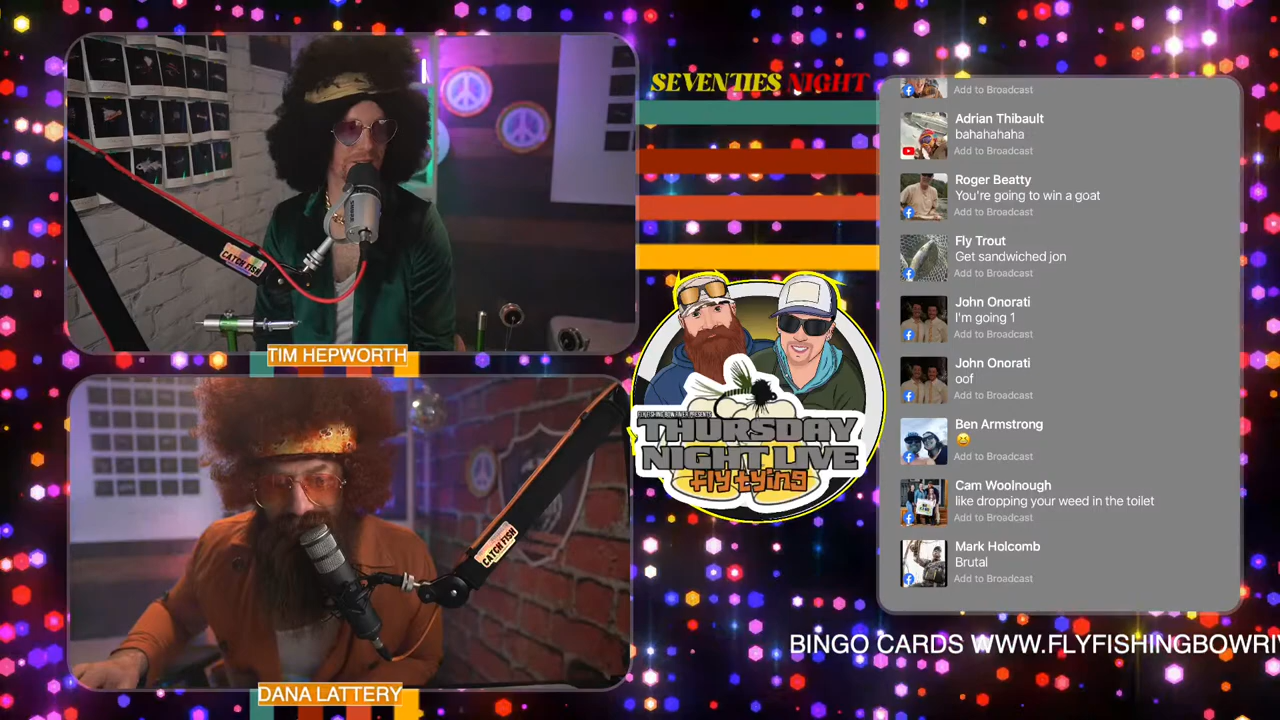 SEVENTIES NIGHT
CATCH FISH
TIM HEPWORTH
CATCH FISH
DANA LATTERY
FLYFISHINGBOWRIVER PRESENTS
THURSDAY
NIGHT LIVE
fly tying
Add to Broadcast
Adrian Thibault
bahahahaha
Add to Broadcast
Roger Beatty
You're going to win a goat
Add to Broadcast
Fly Trout
Get sandwiched jon
Add to Broadcast
John Onorati
I'm going 1
Add to Broadcast
John Onorati
oof
Add to Broadcast
Ben Armstrong
😆
Add to Broadcast
Cam Woolnough
like dropping your weed in the toilet
Add to Broadcast
Mark Holcomb
Brutal
Add to Broadcast
BINGO CARDS WWW.FLYFISHINGBOWRIV